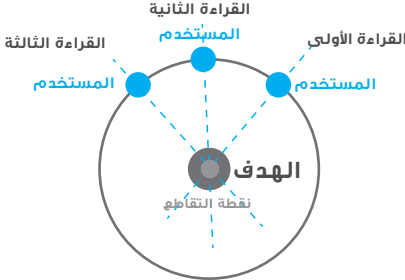 القراءة الثانية
المستخدم
القراءة الأولى
المستخدم
القراءة الثالثة
المستخدم
الهدف
نقطة التقاطع